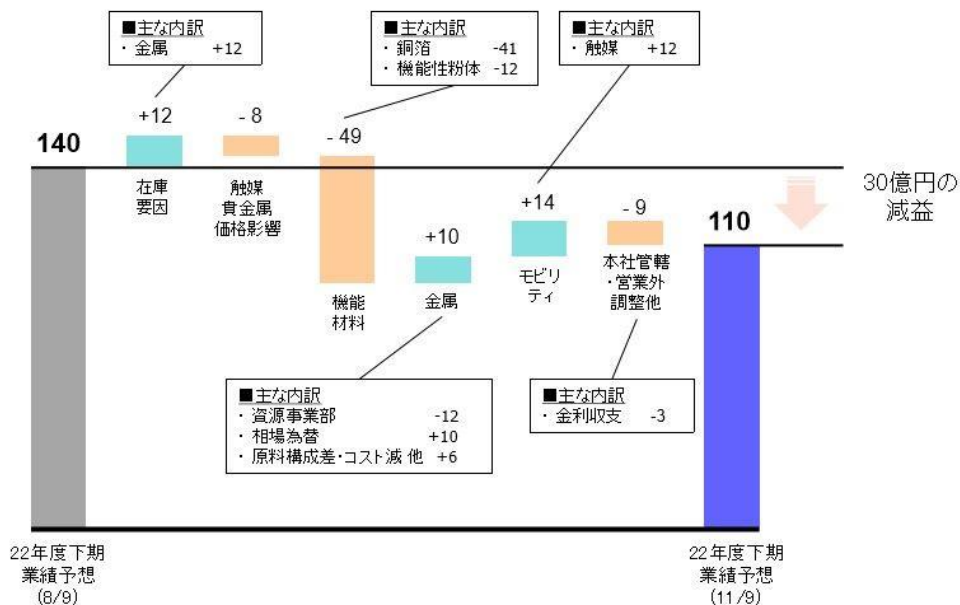 ■主な内訳
・ 金属 +12
■主な内訳
・ 銅箔 -41
・ 機能性粉体 -12
■主な内訳
・ 触媒 +12
140
+12
在庫
要因
- 8
触媒
貴金属
価格影響
- 49
機能
材料
+10
金属
+14
モビリ
ティ
- 9
本社管轄
・営業外
調整他
110
30億円の
減益
■主な内訳
・ 資源事業部 -12
・ 相場為替 +10
・ 原料構成差・コスト減 他 +6
■主な内訳
・ 金利収支 -3
22年度下期
業績予想
(8/9)
22年度下期
業績予想
(11/9)